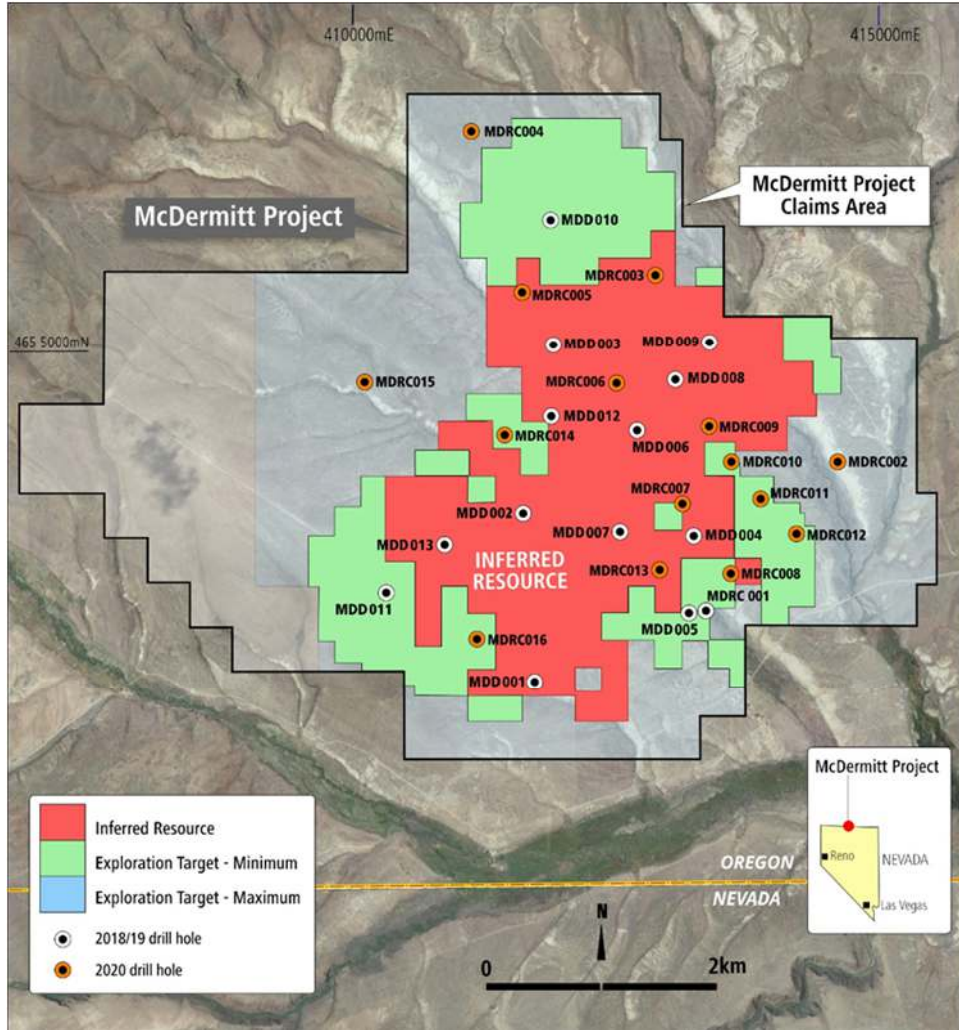 410000mE
415000mE
MDRC004
McDermitt Project
McDermitt Project
Claims Area
MDD010
MDRC003
MDRC005
465 5000mN
MDD003
MDD009
MDRC015
MDRC006
MDD008
MDD012
MDRC014
MDD006
MDRC009
MDRC010
MDRC002
MDRC007
MDRC011
MDD002
MDD007
MDD004
MDRC012
MDD013
INFERRED
RESOURCE
MDRC013
MDRC008
MDD011
MDRC 001
MDD005
MDRC016
MDD001
McDermitt Project
Reno
NEVADA
Las Vegas
Inferred Resource
Exploration Target - Minimum
Exploration Target - Maximum
2018/19 drill hole
2020 drill hole
OREGON
NEVADA
N
0
2km